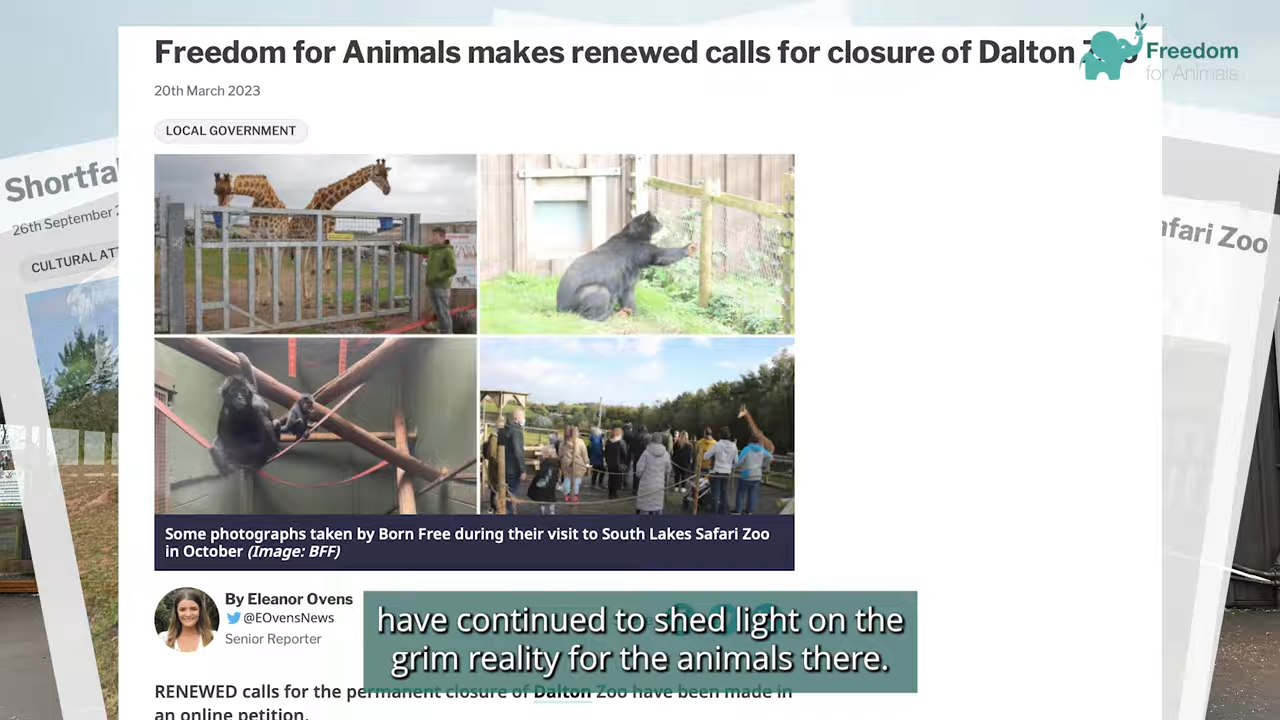 Freedom for Animals makes renewed calls for closure of Dalton
20th March 2023
LOCAL GOVERNMENT
Freedom
for Animals
Shortfa
26th September
CULTURAL AT
fari Zoo
Some photographs taken by Born Free during their visit to South Lakes Safari Zoo
in October (Image: BFF)
By Eleanor Ovens
@EOvensNews
Senior Reporter
have continued to shed light on the
grim reality for the animals there.
RENEWED calls for the permanent closure of Dalton Zoo have been made in
an online petition.